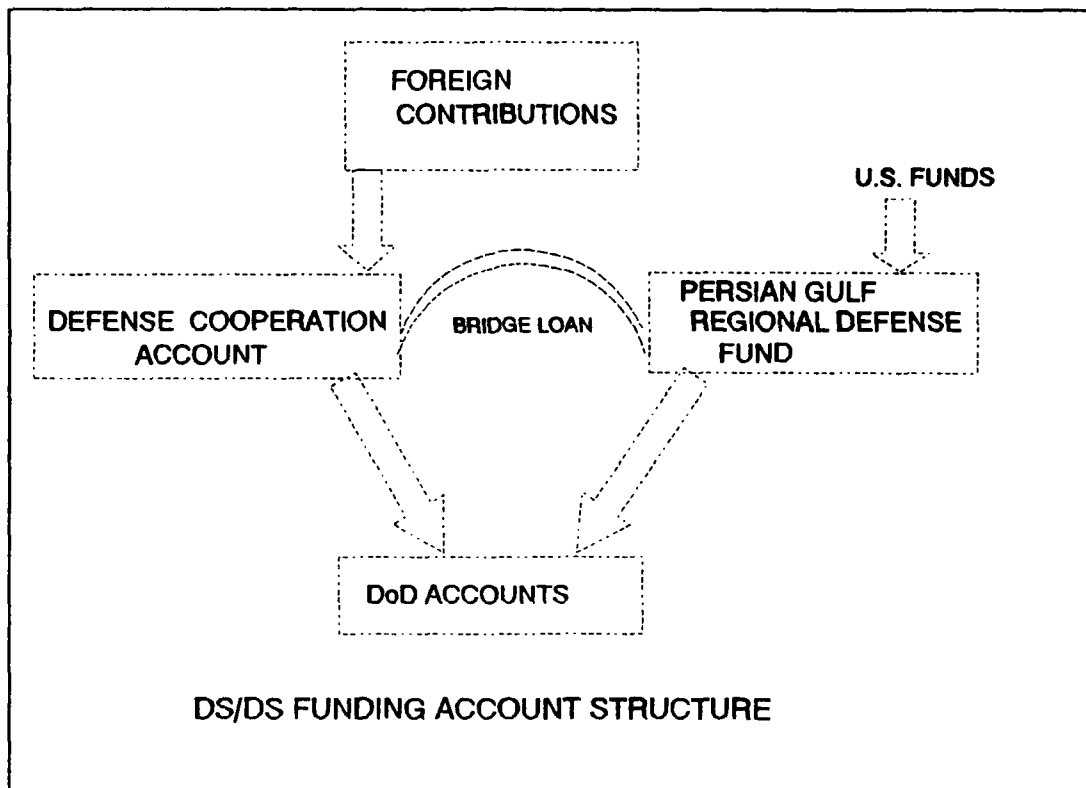 FOREIGN
CONTRIBUTIONS
U.S. FUNDS
DEFENSE COOPERATION
ACCOUNT
BRIDGE LOAN
PERSIAN GULF
REGIONAL DEFENSE
FUND
DoD ACCOUNTS
DS/DS FUNDING ACCOUNT STRUCTURE